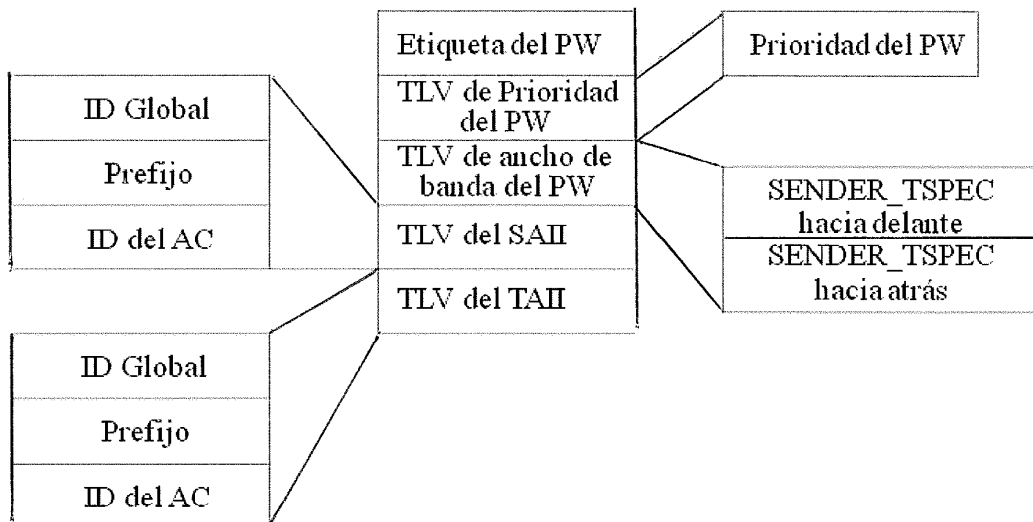 ID Global
Prefijo
ID del AC
ID Global
Prefijo
ID del AC
Etiqueta del PW
TLV de Prioridad
del PW
TLV de ancho de
banda del PW
TLV del SAII
TLV del TAII
Prioridad del PW
SENDER_TSPEC
hacia delante
SENDER_TSPEC
hacia atrás